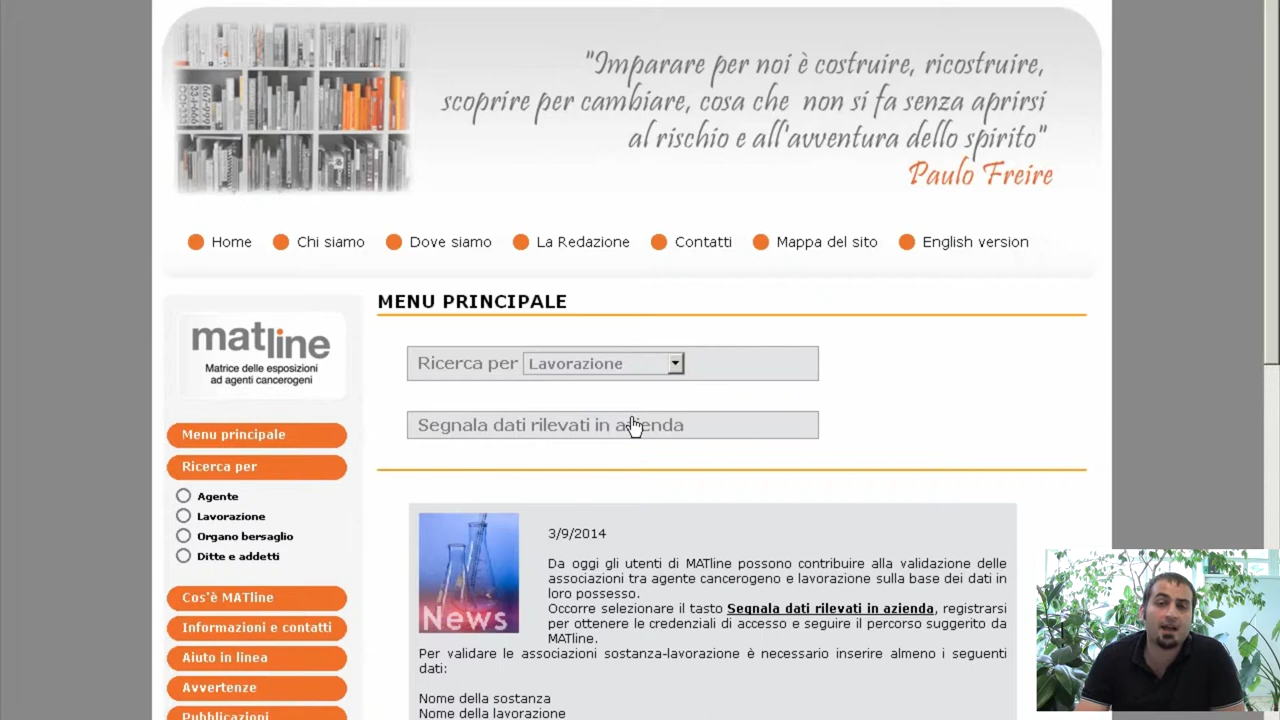 "Imparare per noi è costruire, ricostruire,
scoprire per cambiare, cosa che non si fa senza aprirsi
al rischio e all'avventura dello spirito"
Paulo Freire
Home Chi siamo Dove siamo La Redazione Contatti Mappa del sito English version
matline
Matrice delle esposizioni
ad agenti cancerogeni
Menu principale
Ricerca per
Agente
Lavorazione
Organo bersaglio
Ditte e addetti
Cos'è MATline
Informazioni e contatti
Aiuto in linea
Avvertenze
Pubblicazioni
MENU PRINCIPALE
Ricerca per Lavorazione
Segnala dati rilevati in azienda
News
3/9/2014
Da oggi gli utenti di MATline possono contribuire alla validazione delle
associazioni tra agente cancerogeno e lavorazione sulla base dei dati in
loro possesso.
Occorre selezionare il tasto Segnala dati rilevati in azienda, registrarsi
per ottenere le credenziali di accesso e seguire il percorso suggerito da
MATline.
Per validare le associazioni sostanza-lavorazione è necessario inserire almeno i seguenti
dati:
Nome della sostanza
Nome della lavorazione